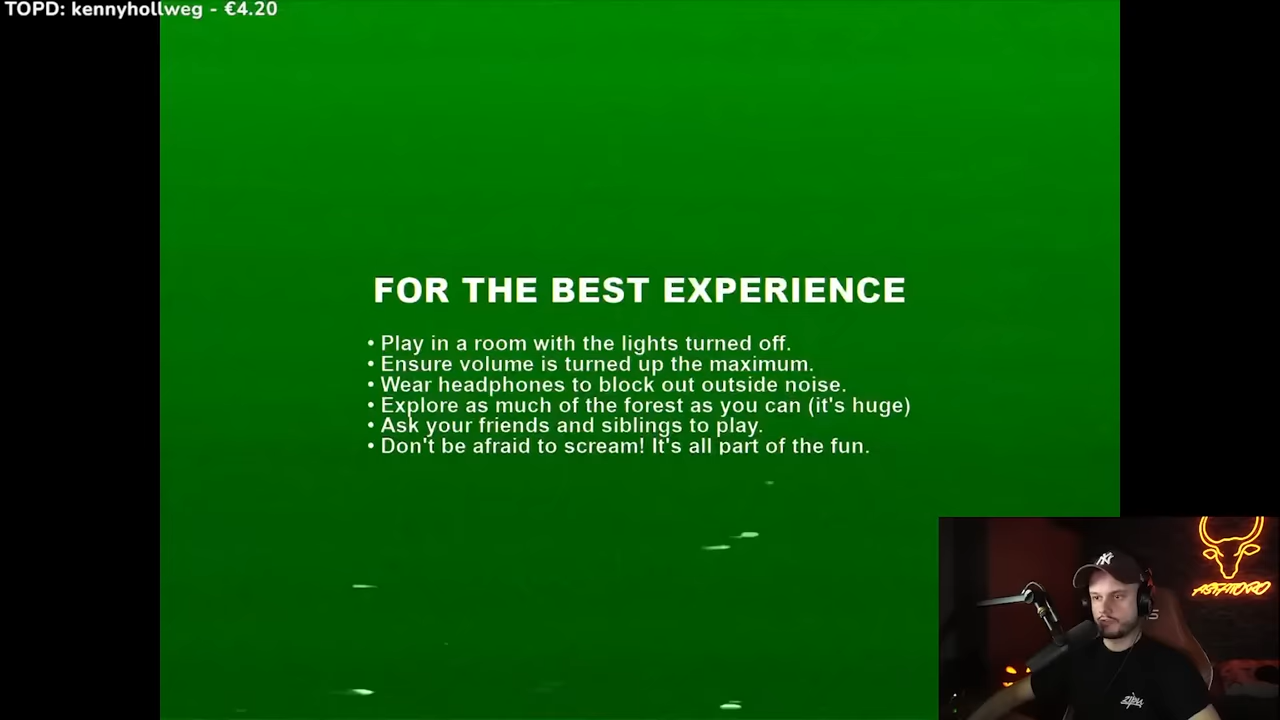 TOPD: kennyhollweg - €4.20
FOR THE BEST EXPERIENCE
• Play in a room with the lights turned off.
• Ensure volume is turned up the maximum.
• Wear headphones to block out outside noise.
• Explore as much of the forest as you can (it's huge)
• Ask your friends and siblings to play.
• Don't be afraid to scream! It's all part of the fun.